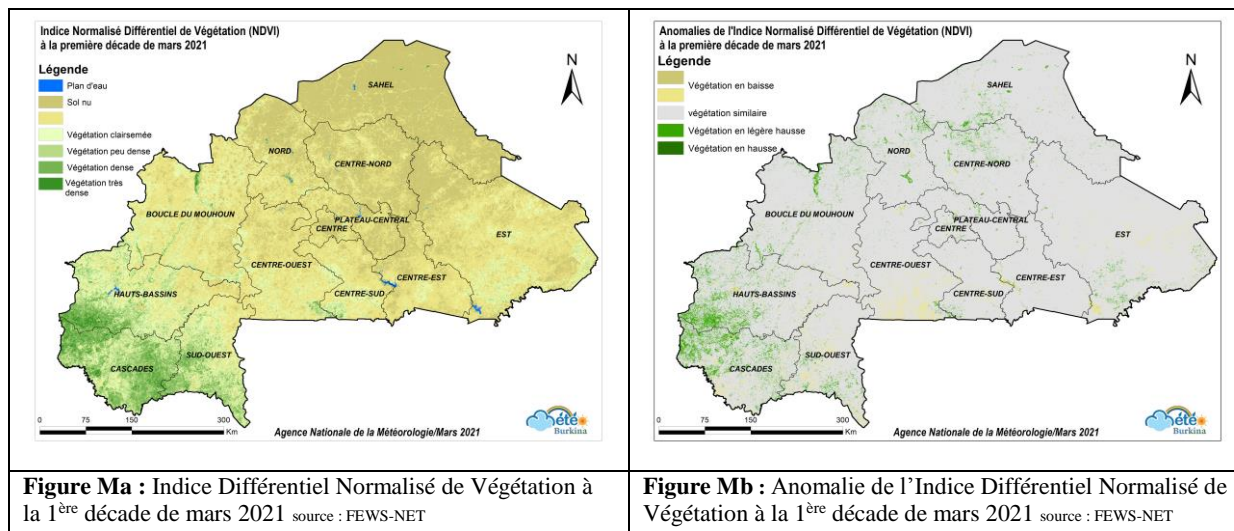 Indice Normalisé Différentiel de Végétation (NDVI)
à la première décade de mars 2021
Légende
Plan d'eau
Sol nu
Végétation clairsemée
Végétation peu dense
Végétation dense
Végétation très
dense
N
SAHEL
NORD
CENTRE-NORD
BOUCLE DU MOUHOUN
PLATEAU-CENTRAL
CENTRE
EST
CENTRE-OUEST
CENTRE-EST
HAUTS-BASSINS
CENTRE-SUD
SUD-OUEST
CASCADES
0 75 150 300
Km
Agence Nationale de la Météorologie/Mars 2021
été
Burkina
Figure Ma : Indice Différentiel Normalisé de Végétation à
la 1ère décade de mars 2021 source : FEWS-NET
Anomalies de l'Indice Normalisé Différentiel de Végétation (NDVI)
à la première décade de mars 2021
Légende
Végétation en baisse
végétation similaire
Végétation en légère hausse
Végétation en hausse
N
SAHEL
NORD
CENTRE-NORD
BOUCLE DU MOUHOUN
PLATEAU-CENTRAL
CENTRE
EST
CENTRE-OUEST
CENTRE-EST
HAUTS-BASSINS
CENTRE-SUD
SUD-OUEST
CASCADES
0 75 150 300
Km
Agence Nationale de la Météorologie/Mars 2021
été
Burkina
Figure Mb : Anomalie de l'Indice Différentiel Normalisé de
Végétation à la 1ère décade de mars 2021 source : FEWS-NET